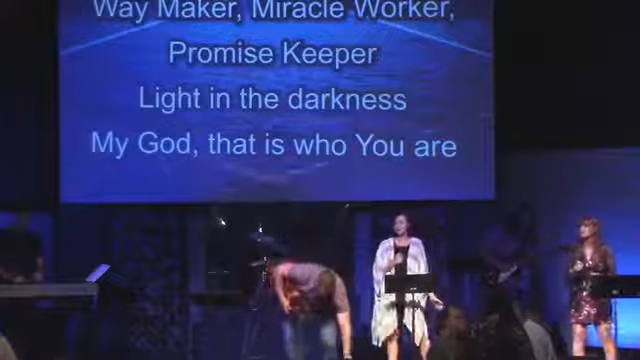 Way Maker, Miracle Worker,
Promise Keeper
Light in the darkness
My God, that is who You are